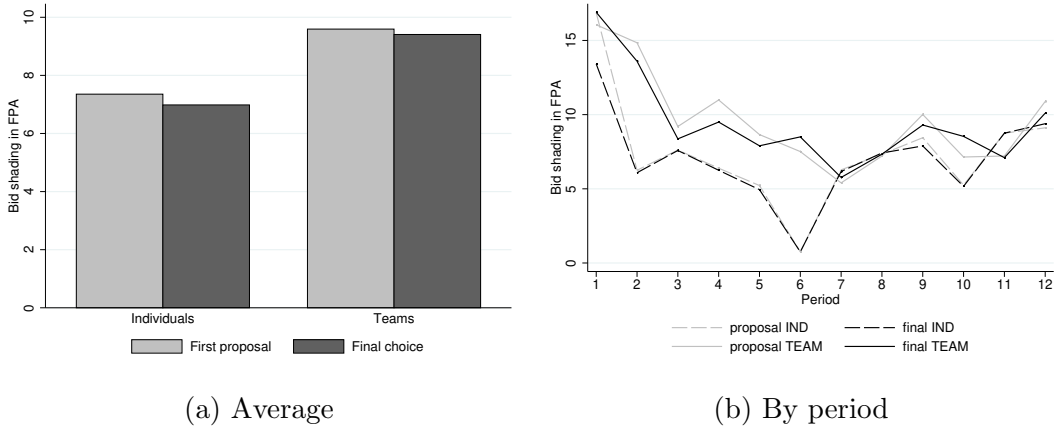 Bid shading in FPA
10
8
6
4
2
0
Individuals Teams
First proposal Final choice
(a) Average
Bid shading in FPA
15
10
5
0
1 2 3 4 5 6 7 8 9 10 11 12
Period
proposal IND final IND
proposal TEAM final TEAM
(b) By period